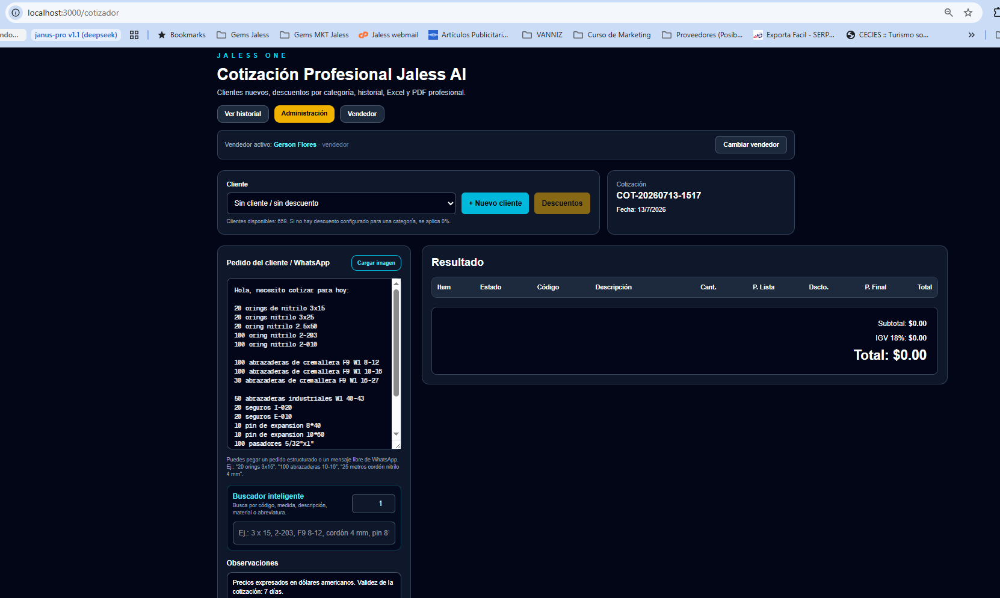 localhost:3000/cotizador
ndo...
janus-pro v1.1 (deepseek)
Bookmarks
Gems Jaless
Gems MKT Jaless
Jaless webmail
Artículos Publicitari...
VANNIZ
Curso de Marketing
Proveedores (Posib...
Exporta Facil - SERP...
CECIES :: Turismo so...
JALESS ONE
Cotización Profesional Jaless AI
Clientes nuevos, descuentos por categoría, historial, Excel y PDF profesional.
Ver historial
Administración
Vendedor
Vendedor activo: Gerson Flores · vendedor
Cambiar vendedor
Cliente
Sin cliente / sin descuento
+ Nuevo cliente
Descuentos
Clientes disponibles: 659. Si no hay descuento configurado para una categoría, se aplica 0%.
Cotización
COT-20260713-1517
Fecha: 13/7/2026
Pedido del cliente / WhatsApp
Cargar imagen
Hola, necesito cotizar para hoy:
20 orings de nitrilo 3x15
20 orings nitrilo 3x25
20 oring nitrilo 2.5x50
100 oring nitrilo 2-203
100 oring nitrilo 2-010
100 abrazaderas de cremallera F9 W1 8-12
100 abrazaderas de cremallera F9 W1 10-16
30 abrazaderas de cremallera F9 W1 16-27
50 abrazaderas industriales W1 40-43
20 seguros I-020
20 seguros E-010
10 pin de expansion 8*40
10 pin de expansion 10*60
100 pasadores 5/32"x1"
Puedes pegar un pedido estructurado o un mensaje libre de WhatsApp.
Ej.: "20 orings 3x15", "100 abrazaderas 10-16", "25 metros cordón nitrilo
4 mm".
Buscador inteligente
Busca por código, medida, descripción,
material o abreviatura.
1
Ej.: 3 x 15, 2-203, F9 8-12, cordón 4 mm, pin 8*
Observaciones
Precios expresados en dólares americanos. Validez de la
cotización: 7 días.
Resultado
Item Estado Código Descripción Cant. P. Lista Dscto. P. Final Total
Subtotal: $0.00
IGV 18%: $0.00
Total: $0.00